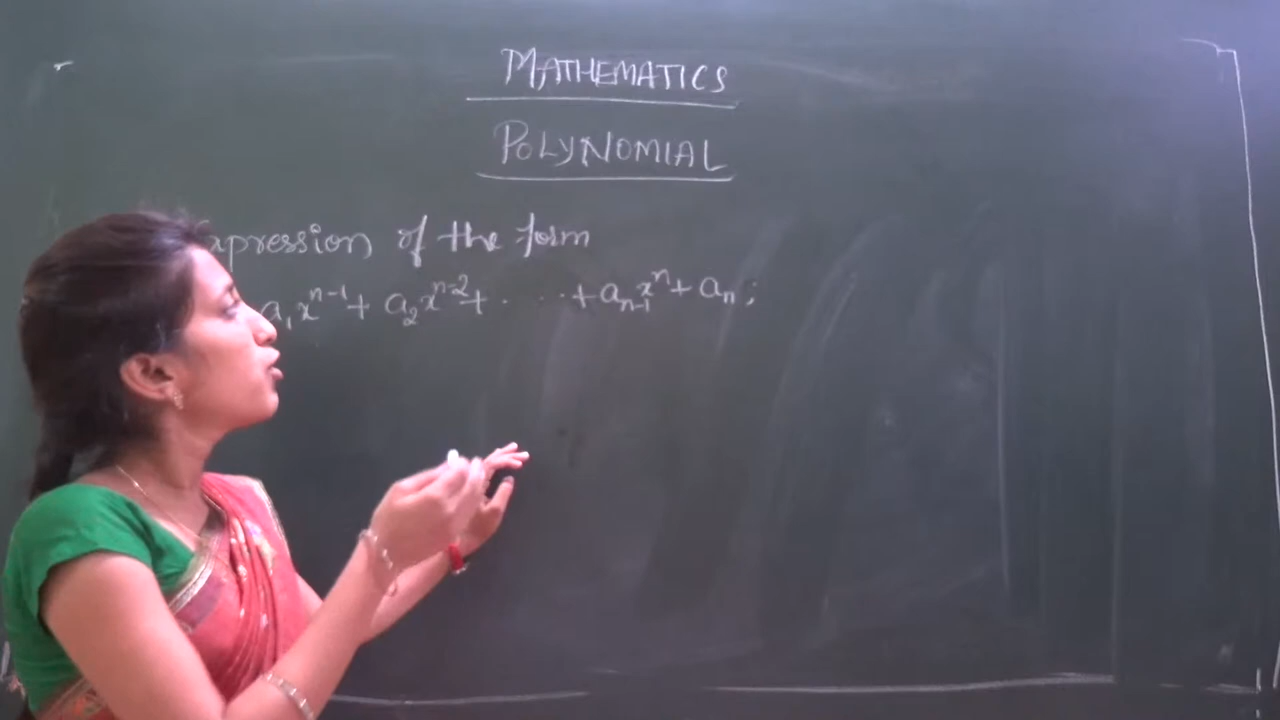 MATHEMATICS
POLYNOMIAL
xpression of the form
a₁xⁿ⁻¹ + a₂xⁿ⁻² + . . . . + aₙ₋₁xⁿ + aₙ ;